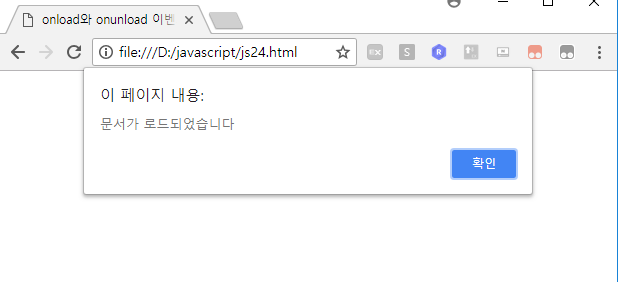 onload와 onunload 이벤
file:///D:/javascript/js24.html
이 페이지 내용:
문서가 로드되었습니다
확인